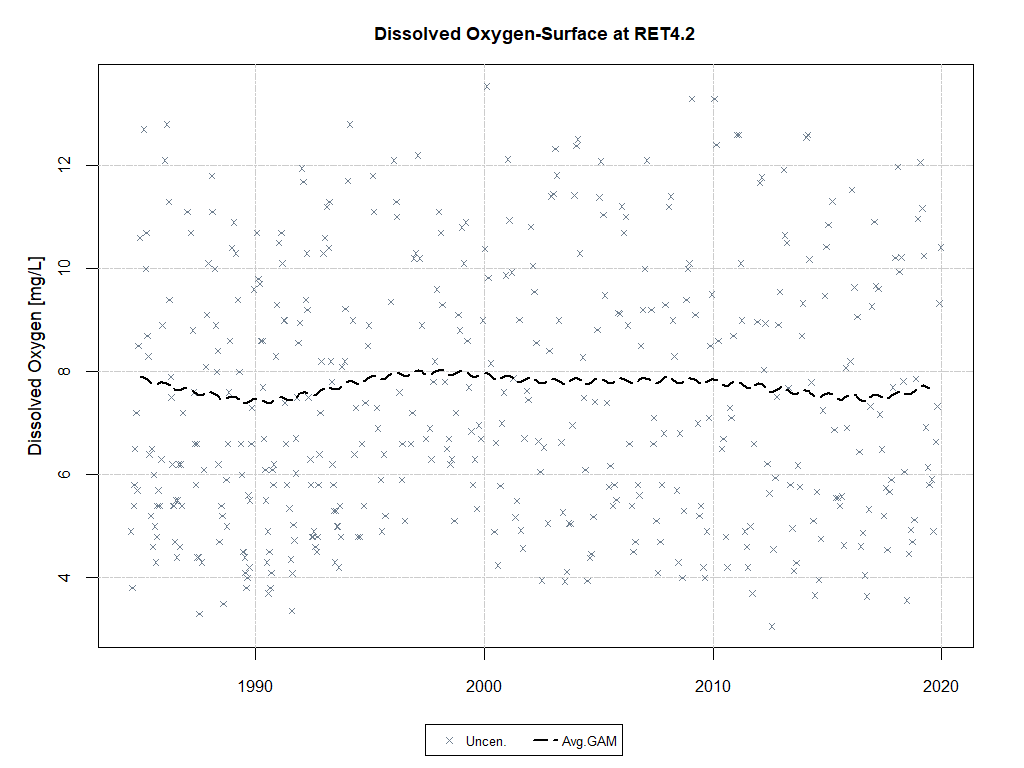 Dissolved Oxygen-Surface at RET4.2
Dissolved Oxygen [mg/L]
12
10
8
6
4
1990 2000 2010 2020
Uncen. Avg.GAM